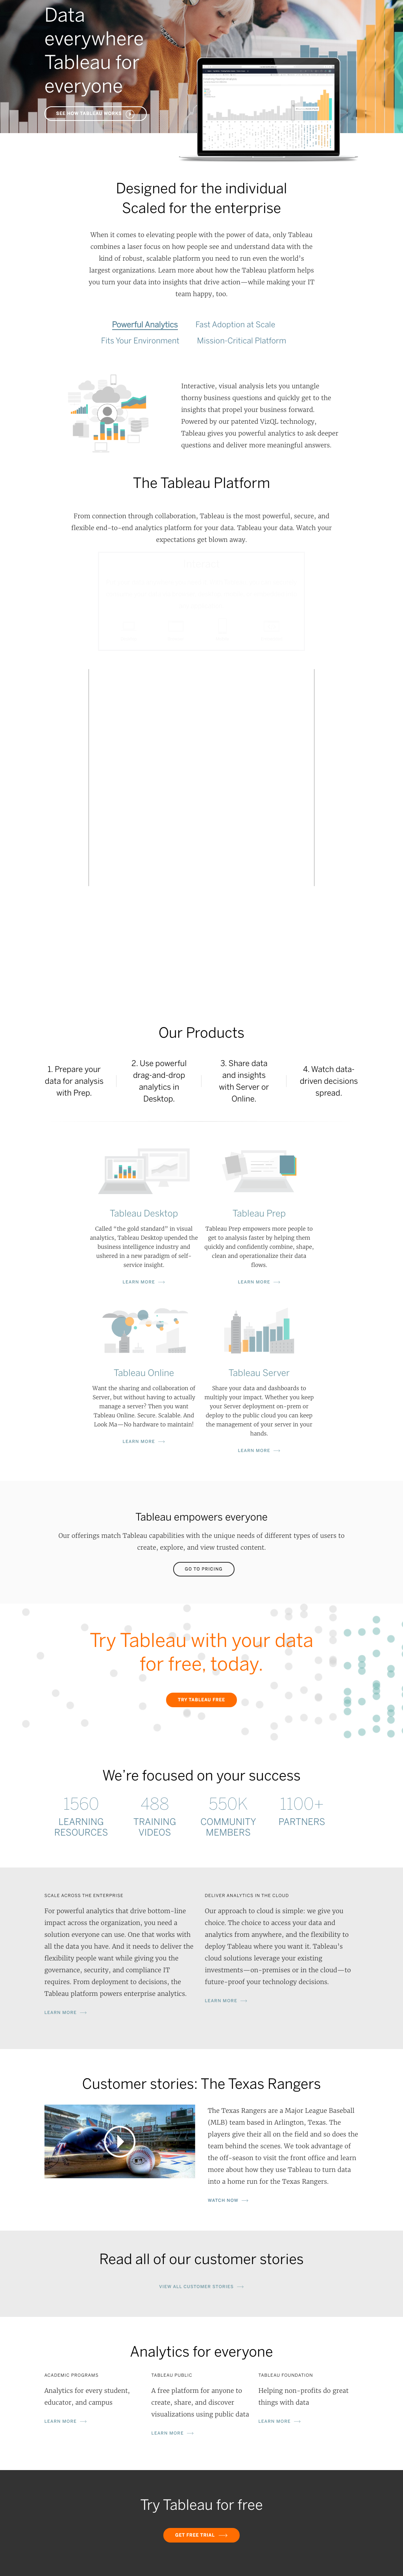 Data
everywhere
Tableau for
everyone
SEE HOW TABLEAU WORKS
Designed for the individual
Scaled for the enterprise
When it comes to elevating people with the power of data, only Tableau
combines a laser focus on how people see and understand data with the
kind of robust, scalable platform you need to run even the world's
largest organizations. Learn more about how the Tableau platform helps
you turn your data into insights that drive action—while making your IT
team happy, too.
Powerful Analytics
Fast Adoption at Scale
Fits Your Environment
Mission-Critical Platform
Interactive, visual analysis lets you untangle
thorny business questions and quickly get to the
insights that propel your business forward.
Powered by our patented VizQL technology,
Tableau gives you powerful analytics to ask deeper
questions and deliver more meaningful answers.
The Tableau Platform
From connection through collaboration, Tableau is the most powerful, secure, and
flexible end-to-end analytics platform for your data. Tableau your data. Watch your
expectations get blown away.
Our Products
1. Prepare your
data for analysis
with Prep.
2. Use powerful
drag-and-drop
analytics in
Desktop.
3. Share data
and insights
with Server or
Online.
4. Watch data-
driven decisions
spread.
Tableau Desktop
Called "the gold standard" in visual
analytics, Tableau Desktop upended the
business intelligence industry and
ushered in a new paradigm of self-
service insight.
LEARN MORE
Tableau Prep
Tableau Prep empowers more people to
get to analysis faster by helping them
quickly and confidently combine, shape,
clean and operationalize their data
flows.
LEARN MORE
Tableau Online
Want the sharing and collaboration of
Server, but without having to actually
manage a server? Then you want
Tableau Online. Secure. Scalable. And
Look Ma—No hardware to maintain!
LEARN MORE
Tableau Server
Share your data and dashboards to
multiply your impact. Whether you keep
your Server deployment on-prem or
deploy to the public cloud you can keep
the management of your server in your
hands.
LEARN MORE
Tableau empowers everyone
Our offerings match Tableau capabilities with the unique needs of different types of users to
create, explore, and view trusted content.
GO TO PRICING
Try Tableau with your data
for free, today.
TRY TABLEAU FREE
We're focused on your success
1560
LEARNING
RESOURCES
488
TRAINING
VIDEOS
550K
COMMUNITY
MEMBERS
1100+
PARTNERS
SCALE ACROSS THE ENTERPRISE
For powerful analytics that drive bottom-line
impact across the organization, you need a
solution everyone can use. One that works with
all the data you have. And it needs to deliver the
flexibility people want while giving you the
governance, security, and compliance IT
requires. From deployment to decisions, the
Tableau platform powers enterprise analytics.
LEARN MORE
DELIVER ANALYTICS IN THE CLOUD
Our approach to cloud is simple: we give you
choice. The choice to access your data and
analytics from anywhere, and the flexibility to
deploy Tableau where you want it. Tableau's
cloud solutions leverage your existing
investments—on-premises or in the cloud—to
future-proof your technology decisions.
LEARN MORE
Customer stories: The Texas Rangers
The Texas Rangers are a Major League Baseball
(MLB) team based in Arlington, Texas. The
players give their all on the field and so does the
team behind the scenes. We took advantage of
the off-season to visit the front office and learn
more about how they use Tableau to turn data
into a home run for the Texas Rangers.
WATCH NOW
Read all of our customer stories
VIEW ALL CUSTOMER STORIES
Analytics for everyone
ACADEMIC PROGRAMS
Analytics for every student,
educator, and campus
LEARN MORE
TABLEAU PUBLIC
A free platform for anyone to
create, share, and discover
visualizations using public data
LEARN MORE
TABLEAU FOUNDATION
Helping non-profits do great
things with data
LEARN MORE
Try Tableau for free
GET FREE TRIAL